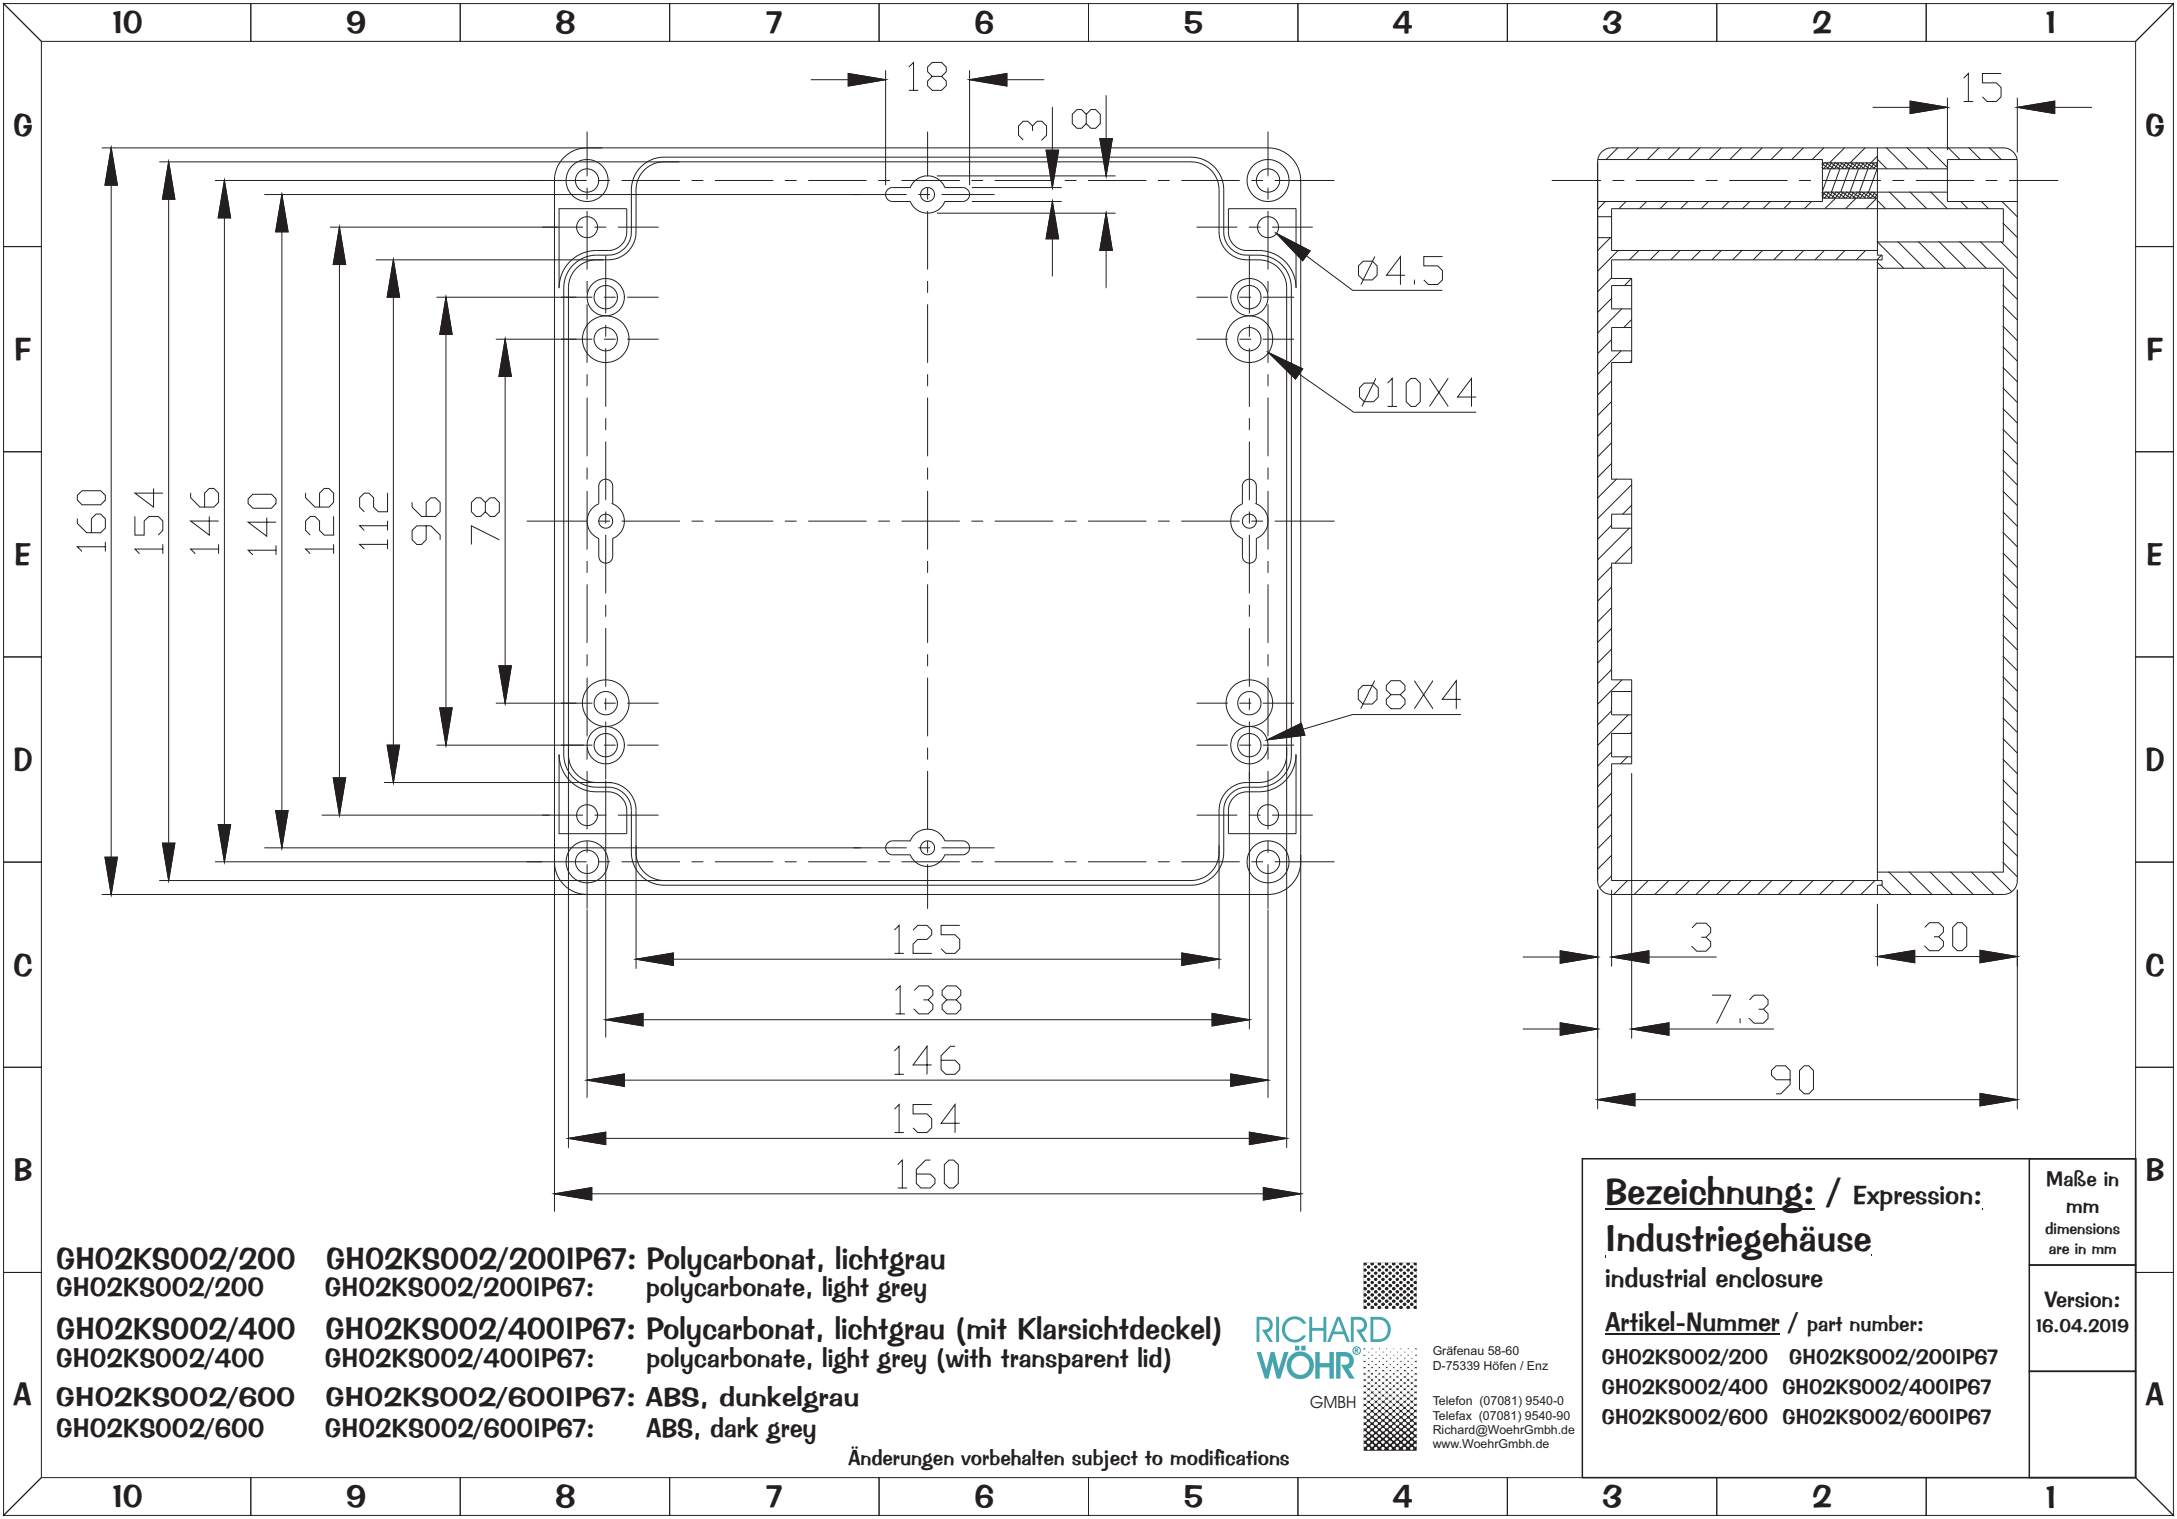 10 9 8 7 6 5 4 3 2 1
G G
F F
E E
D D
C C
B B
A A
18
3
8
15
Ø4.5
Ø10X4
Ø8X4
160
154
146
140
126
112
96
78
125
138
146
154
160
3
30
7.3
90
GH02KS002/200 GH02KS002/200IP67: Polycarbonat, lichtgrau
GH02KS002/200 GH02KS002/200IP67: polycarbonate, light grey
GH02KS002/400 GH02KS002/400IP67: Polycarbonat, lichtgrau (mit Klarsichtdeckel)
GH02KS002/400 GH02KS002/400IP67: polycarbonate, light grey (with transparent lid)
GH02KS002/600 GH02KS002/600IP67: ABS, dunkelgrau
GH02KS002/600 GH02KS002/600IP67: ABS, dark grey
Änderungen vorbehalten subject to modifications
RICHARD
WÖHR®
GMBH
Gräfenau 58-60
D-75339 Höfen / Enz
Telefon (07081) 9540-0
Telefax (07081) 9540-90
Richard@WoehrGmbh.de
www.WoehrGmbh.de
Bezeichnung: / Expression:
Industriegehäuse
industrial enclosure
Artikel-Nummer / part number:
GH02KS002/200 GH02KS002/200IP67
GH02KS002/400 GH02KS002/400IP67
GH02KS002/600 GH02KS002/600IP67
Maße in
mm
dimensions
are in mm
Version:
16.04.2019
10 9 8 7 6 5 4 3 2 1